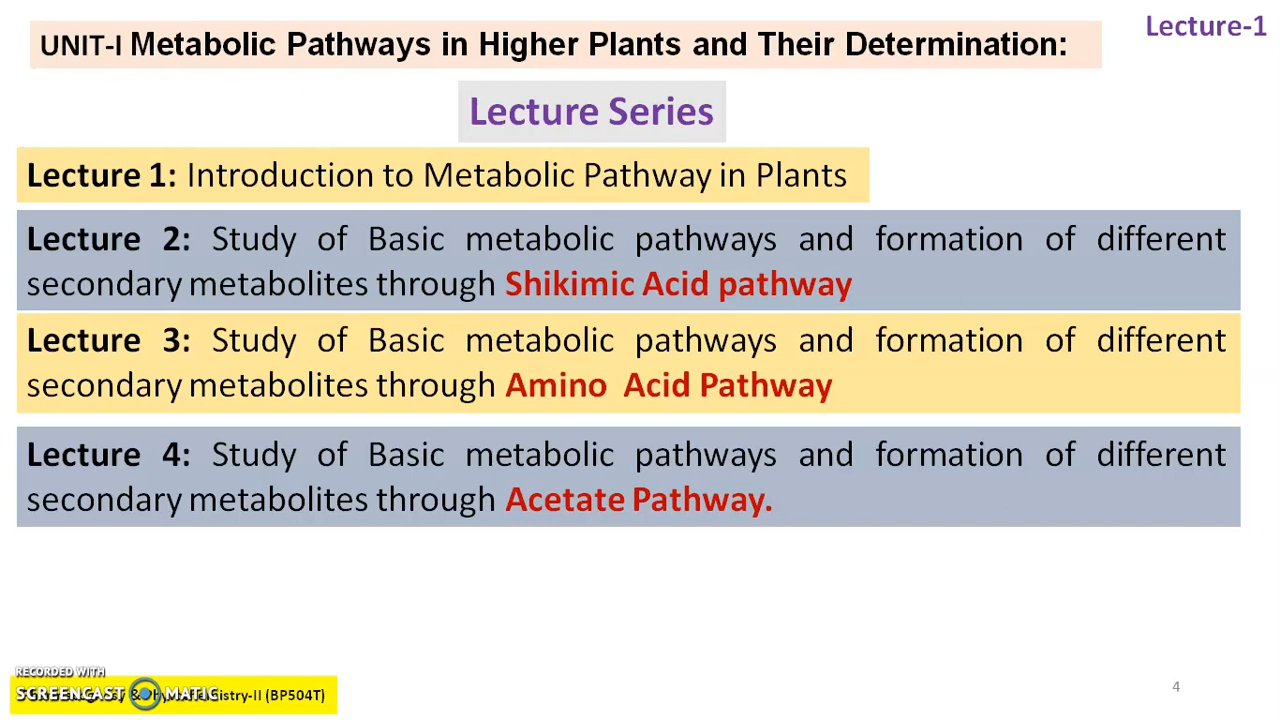 Lecture-1
UNIT-I Metabolic Pathways in Higher Plants and Their Determination:
Lecture Series
Lecture 1: Introduction to Metabolic Pathway in Plants
Lecture 2: Study of Basic metabolic pathways and formation of different
secondary metabolites through Shikimic Acid pathway
Lecture 3: Study of Basic metabolic pathways and formation of different
secondary metabolites through Amino Acid Pathway
Lecture 4: Study of Basic metabolic pathways and formation of different
secondary metabolites through Acetate Pathway.
RECORDED WITH
SCREENCAST MATIC
-II (BP504T)
4